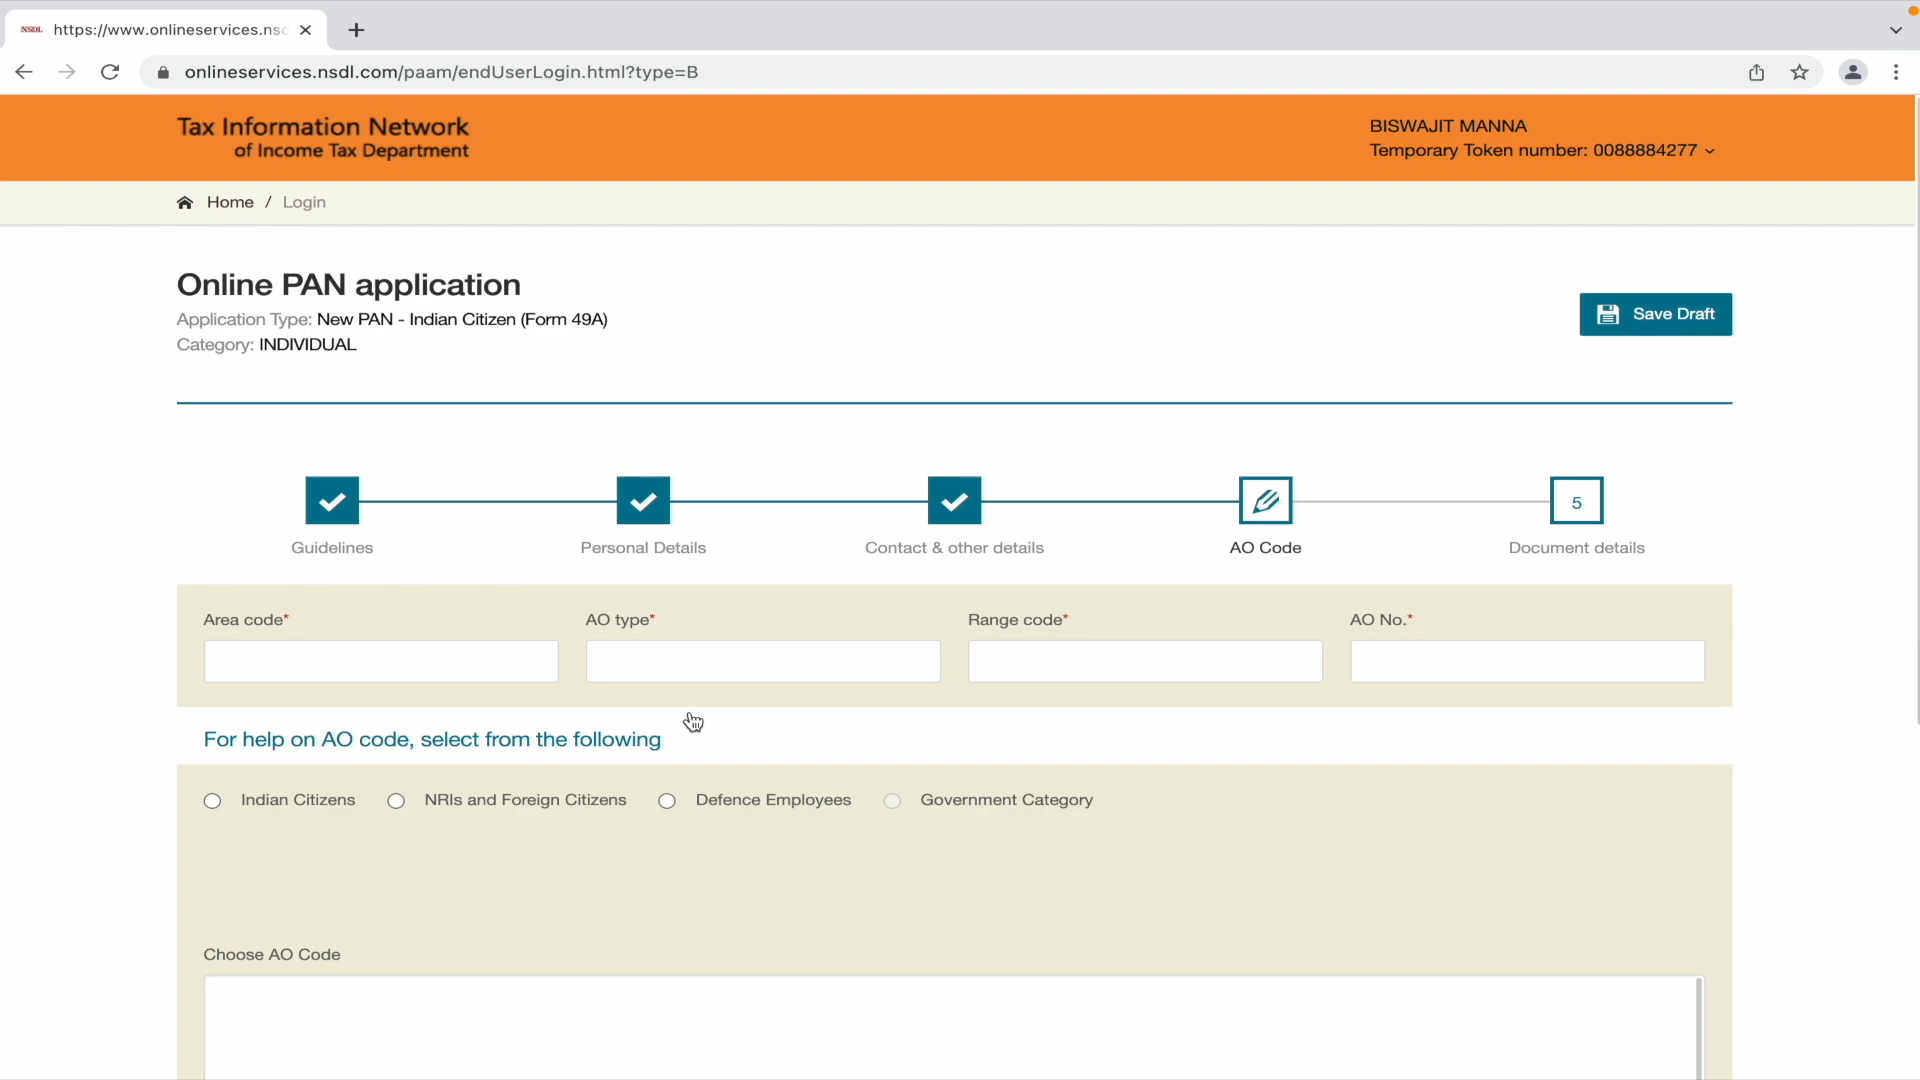 NSDL https://www.onlineservices.nsd
onlineservices.nsdl.com/paam/endUserLogin.html?type=B
Tax Information Network
of Income Tax Department
BISWAJIT MANNA
Temporary Token number: 0088884277
Home / Login
Online PAN application
Application Type: New PAN - Indian Citizen (Form 49A)
Category: INDIVIDUAL
Save Draft
5
Guidelines Personal Details Contact & other details AO Code Document details
Area code* AO type* Range code* AO No.*
For help on AO code, select from the following
Indian Citizens NRIs and Foreign Citizens Defence Employees Government Category
Choose AO Code